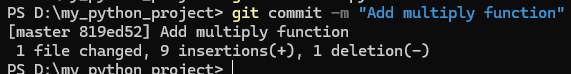 PS D:\my_python_project> git commit -m "Add multiply function"
[master 819ed52] Add multiply function
 1 file changed, 9 insertions(+), 1 deletion(-)
PS D:\my_python_project>